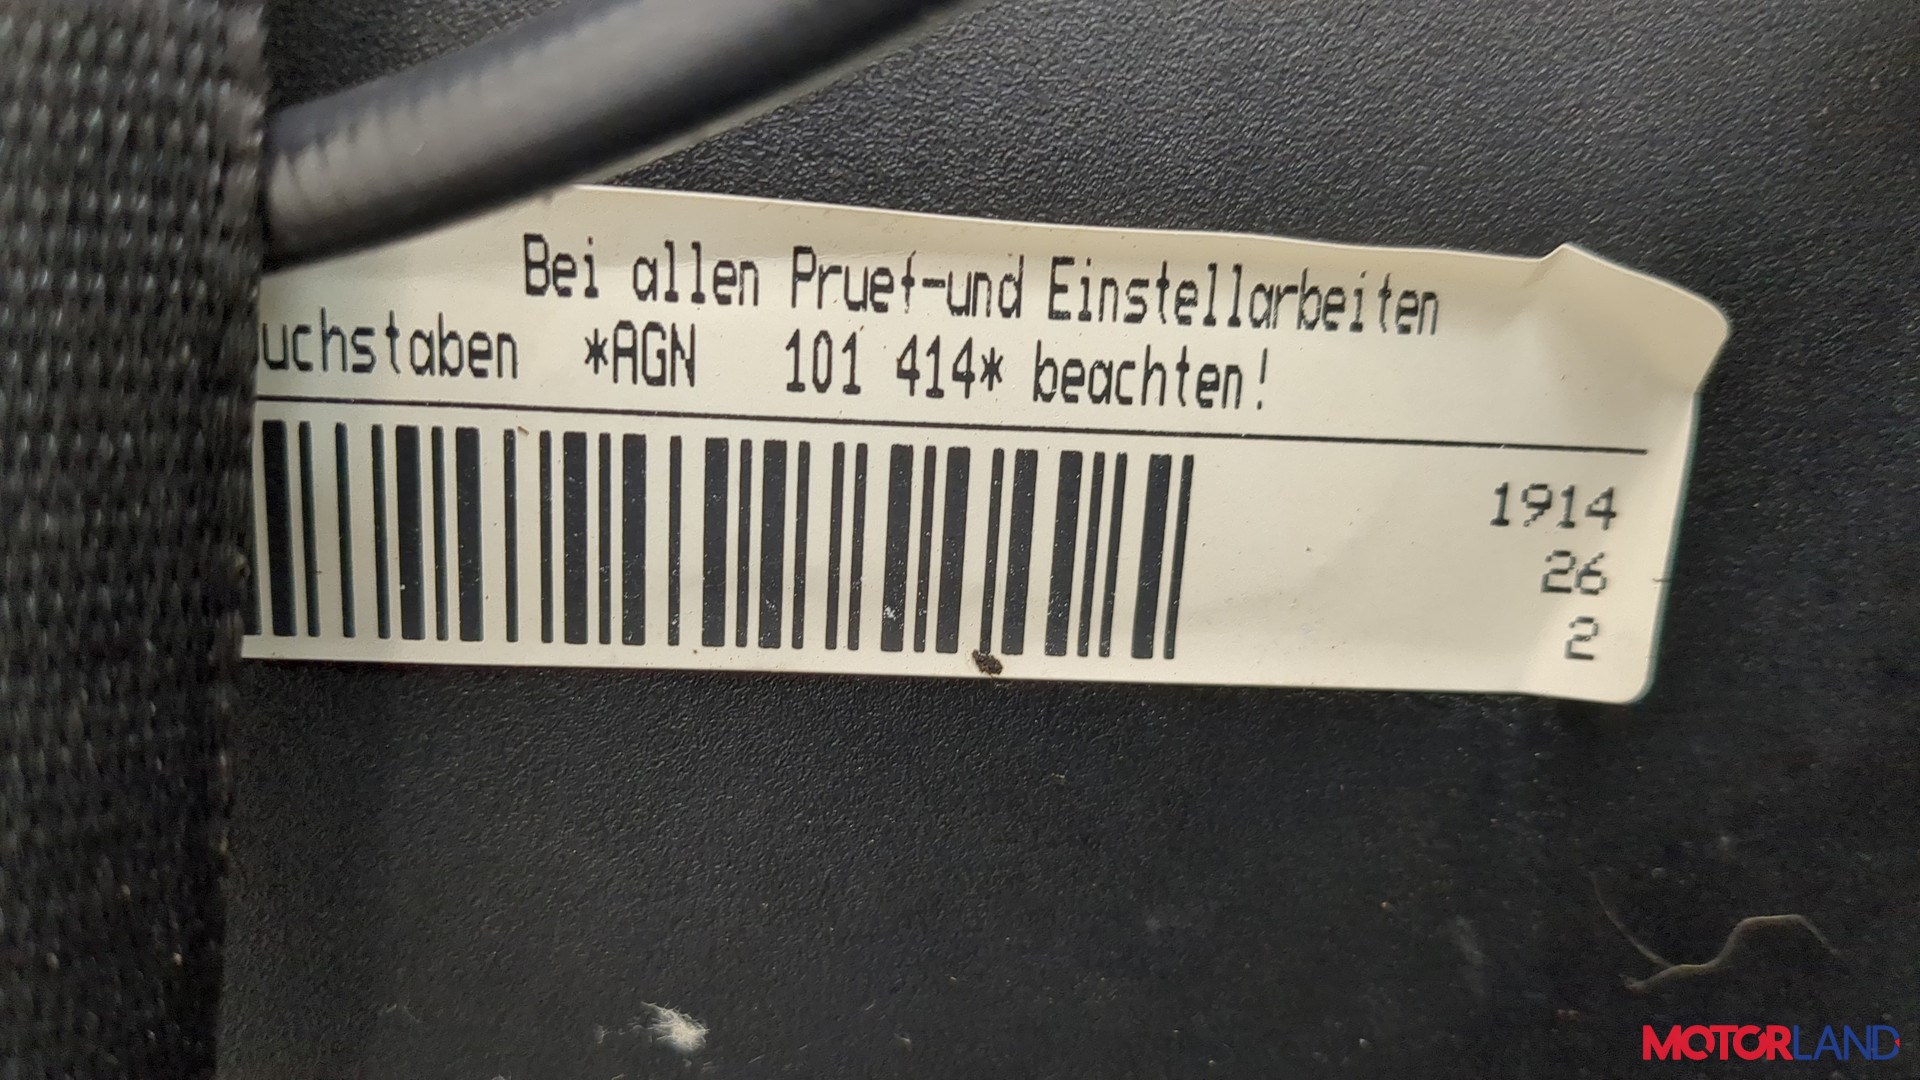 Bei allen Pruef-und Einstellarbeiten
uchstaben *AGN 101 414* beachten!
1914
26
2
MOTORLAND